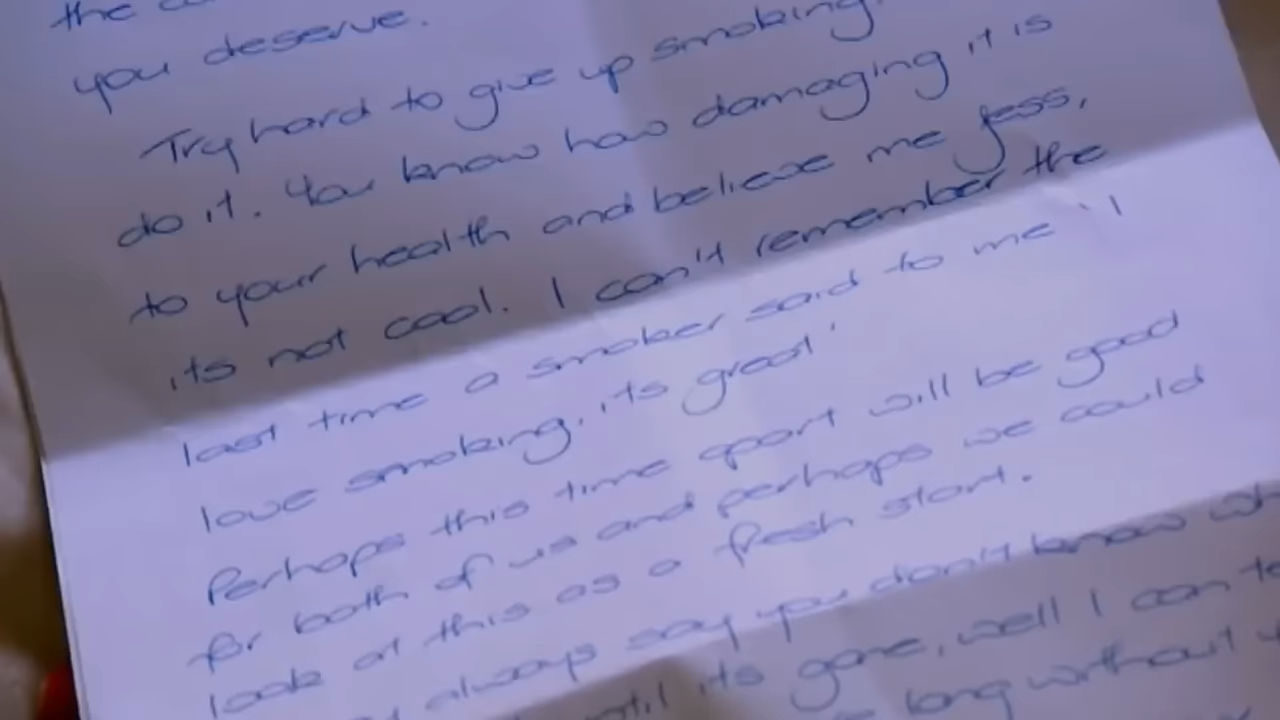 the
you deserve.
Try hard to give up smoking.
do it. You know how damaging it is
to your health and believe me Jess,
its not cool. I can't remember the
last time a smoker said to me 'I
love smoking, its great'
Perhaps this time apart will be good
for both of us and perhaps we could
look at this as a fresh start.
always say you don't know
its gone, well I can
long without